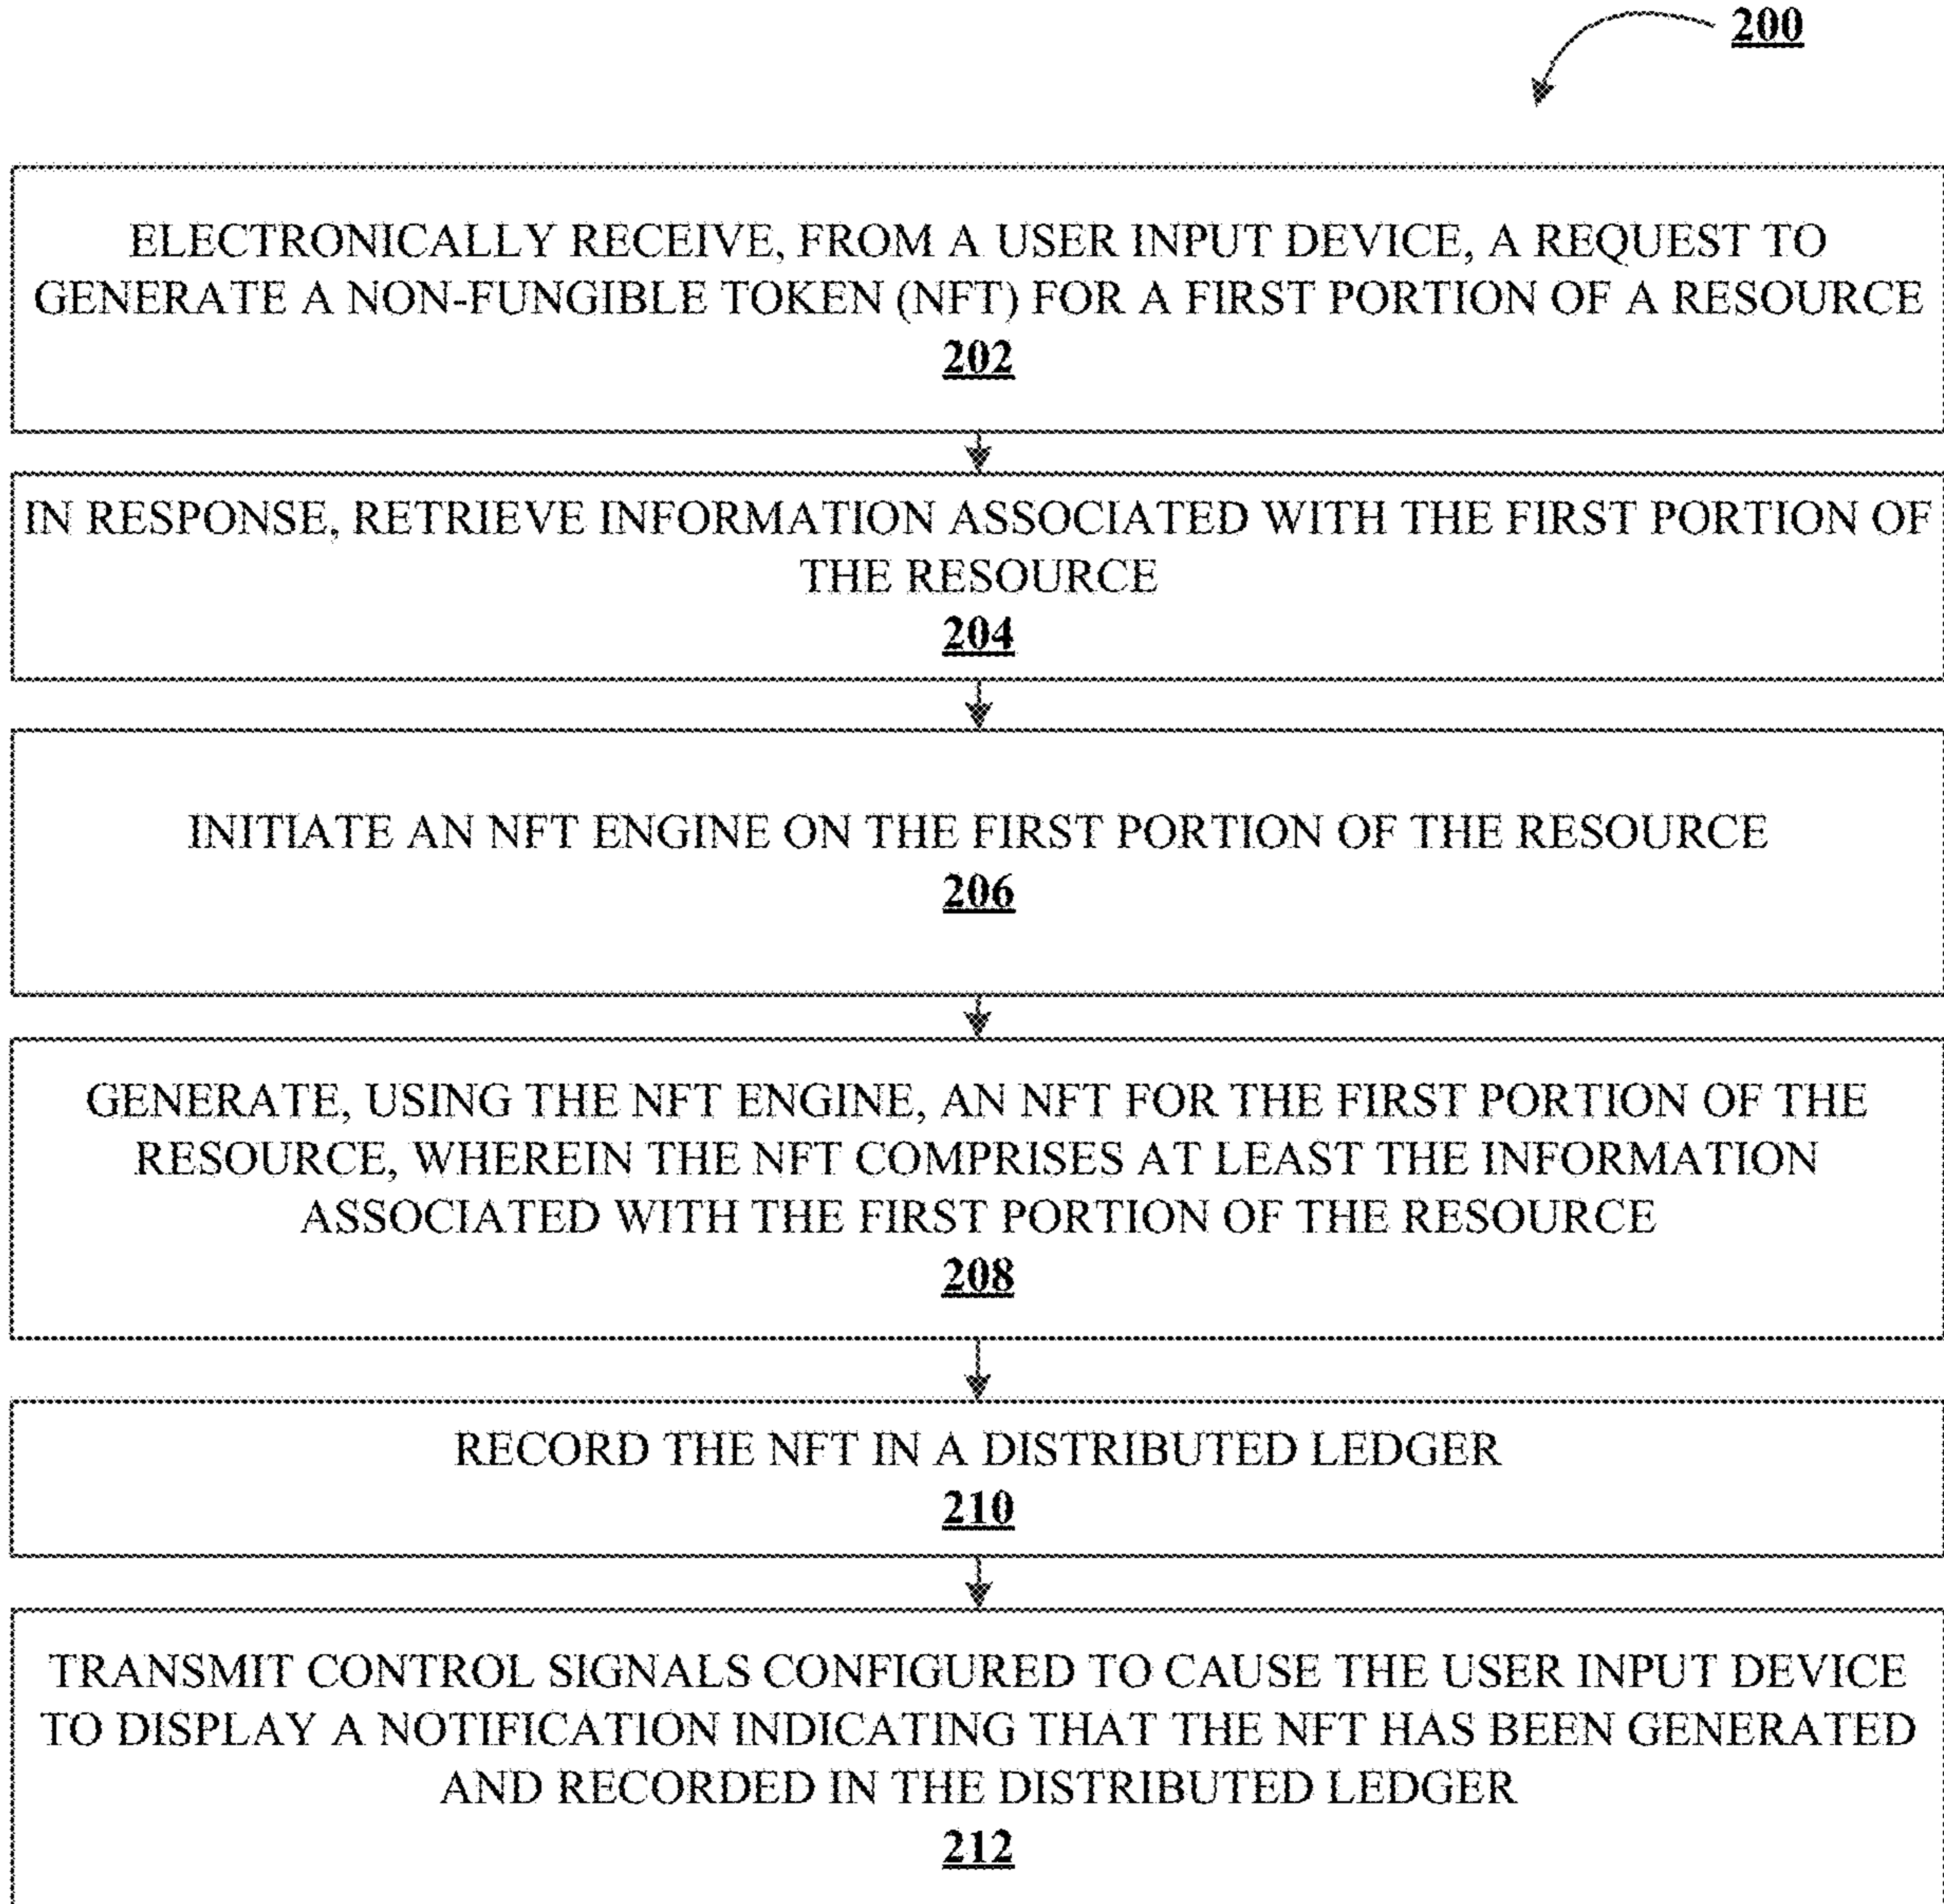 200
ELECTRONICALLY RECEIVE, FROM A USER INPUT DEVICE, A REQUEST TO
GENERATE A NON-FUNGIBLE TOKEN (NFT) FOR A FIRST PORTION OF A RESOURCE
202
IN RESPONSE, RETRIEVE INFORMATION ASSOCIATED WITH THE FIRST PORTION OF
THE RESOURCE
204
INITIATE AN NFT ENGINE ON THE FIRST PORTION OF THE RESOURCE
206
GENERATE, USING THE NFT ENGINE, AN NFT FOR THE FIRST PORTION OF THE
RESOURCE, WHEREIN THE NFT COMPRISES AT LEAST THE INFORMATION
ASSOCIATED WITH THE FIRST PORTION OF THE RESOURCE
208
RECORD THE NFT IN A DISTRIBUTED LEDGER
210
TRANSMIT CONTROL SIGNALS CONFIGURED TO CAUSE THE USER INPUT DEVICE
TO DISPLAY A NOTIFICATION INDICATING THAT THE NFT HAS BEEN GENERATED
AND RECORDED IN THE DISTRIBUTED LEDGER
212